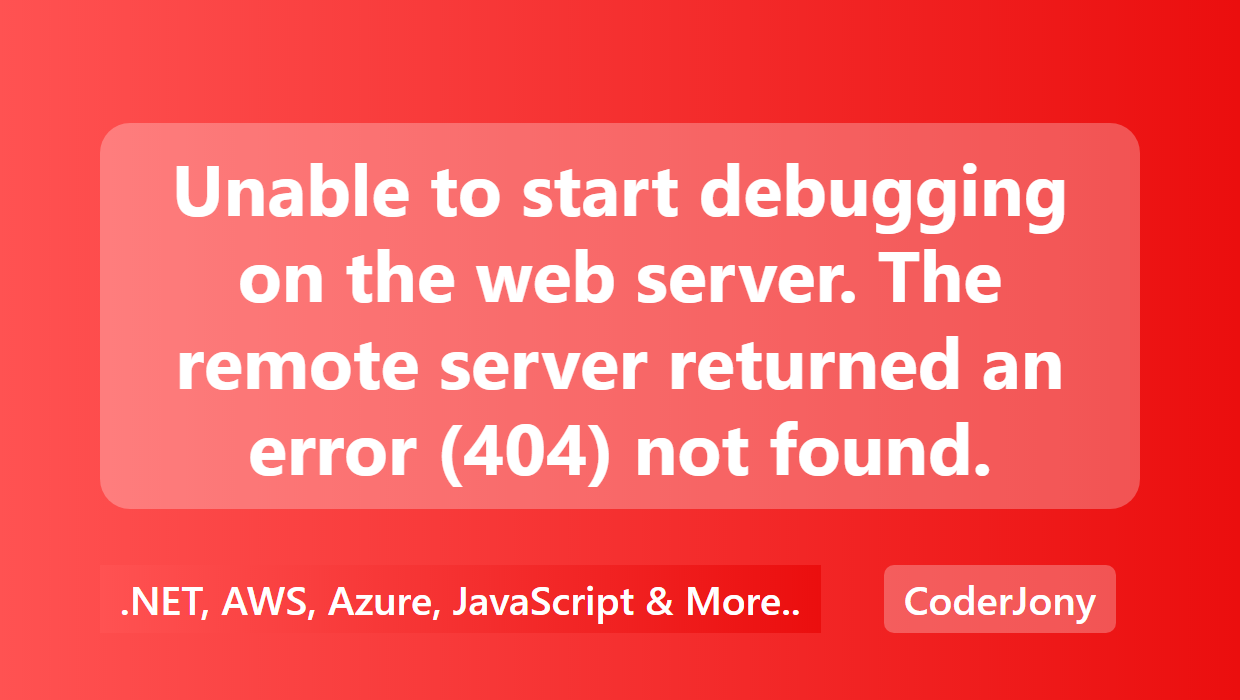 Unable to start debugging
on the web server. The
remote server returned an
error (404) not found.
.NET, AWS, Azure, JavaScript & More..
CoderJony